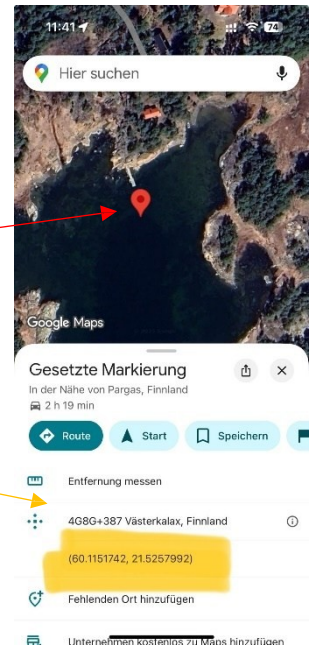 11:41
74
Hier suchen
Google Maps
Gesetzte Markierung
In der Nähe von Pargas, Finnland
2 h 19 min
Route
Start
Speichern
Entfernung messen
4G8G+387 Västerkalax, Finnland
(60.1151742, 21.5257992)
Fehlenden Ort hinzufügen
Unternehmen kostenlos zu Maps hinzufügen